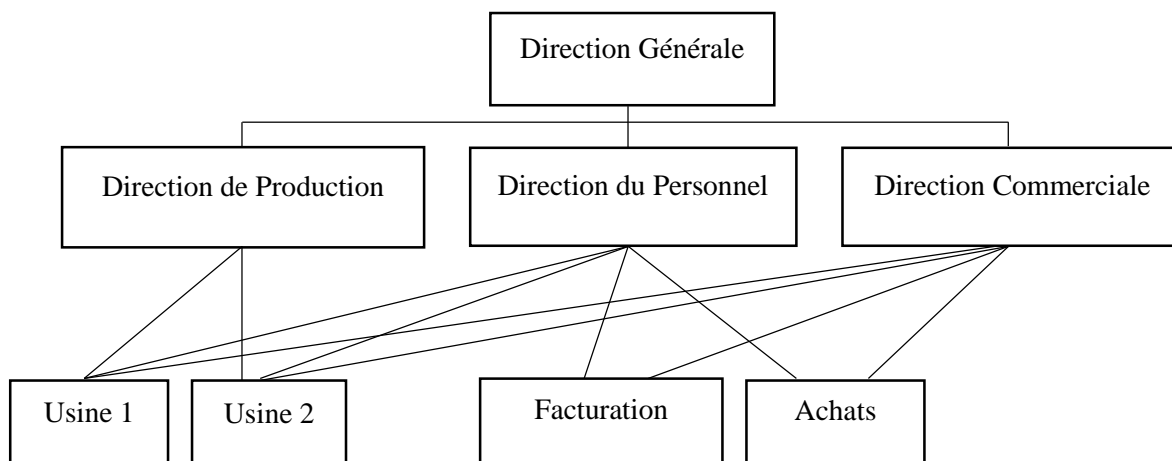 Direction Générale
Direction de Production
Direction du Personnel
Direction Commerciale
Usine 1
Usine 2
Facturation
Achats